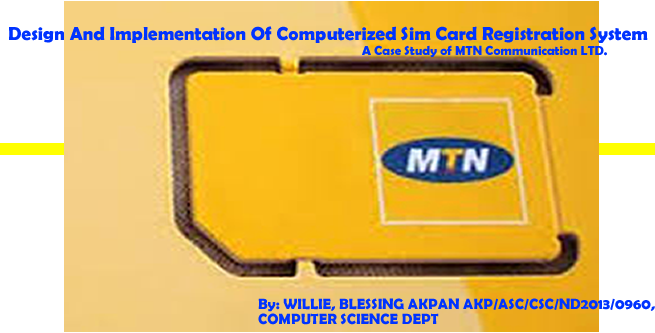 Design And Implementation Of Computerized Sim Card Registration System
A Case Study of MTN Communication LTD.
MTN
By: WILLIE, BLESSING AKPAN AKP/ASC/CSC/ND2013/0960,
COMPUTER SCIENCE DEPT